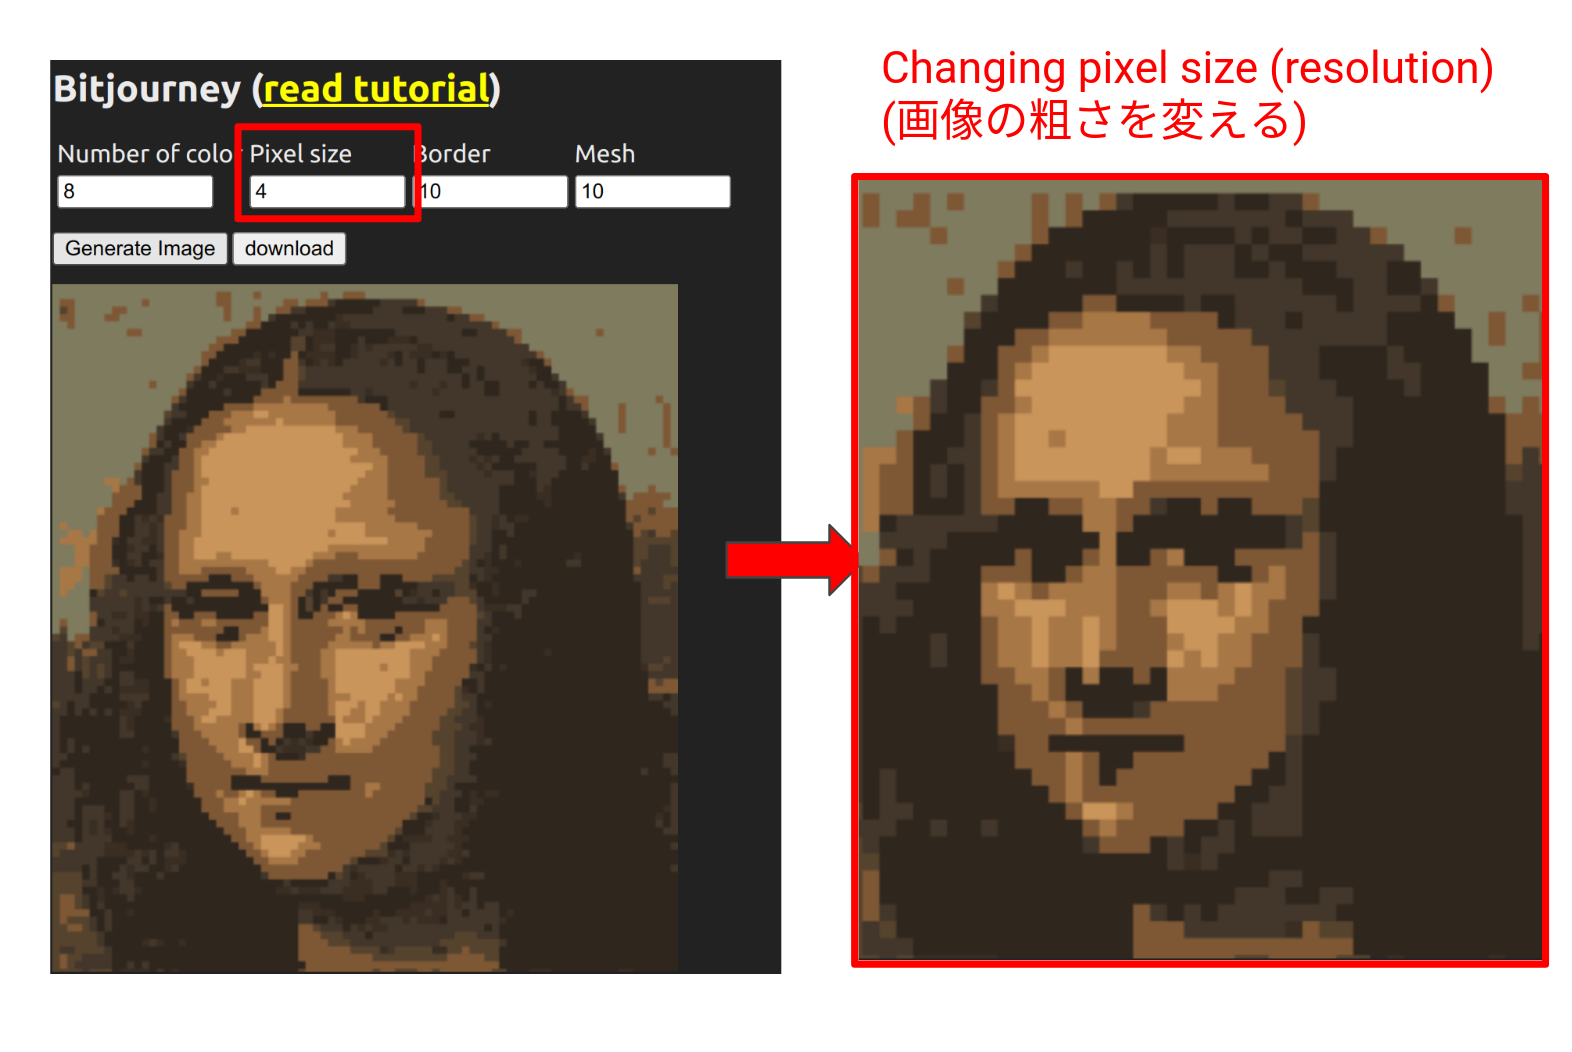 Changing pixel size (resolution)
(画像の粗さを変える)
Bitjourney (read tutorial)
Number of color Pixel size Border Mesh
8 4 10 10
Generate Image download